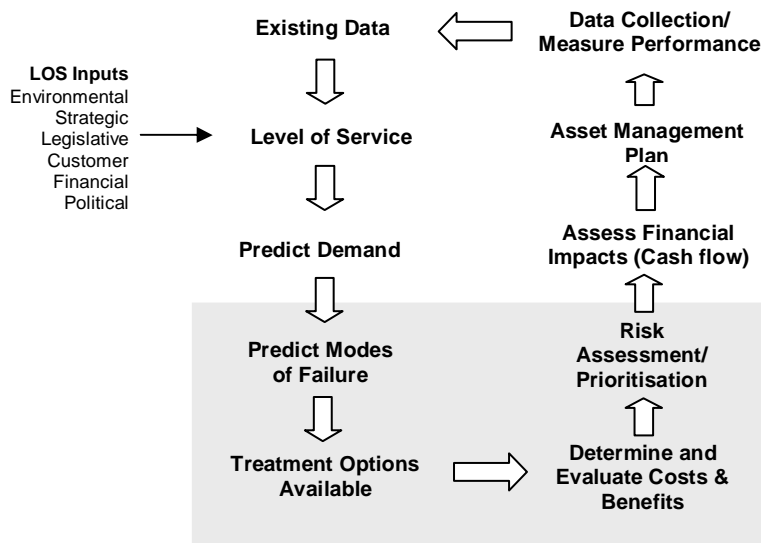 Existing Data
Data Collection/
Measure Performance
LOS Inputs
Environmental
Strategic
Legislative
Customer
Financial
Political
Level of Service
Asset Management
Plan
Predict Demand
Assess Financial
Impacts (Cash flow)
Predict Modes
of Failure
Risk
Assessment/
Prioritisation
Treatment Options
Available
Determine and
Evaluate Costs &
Benefits